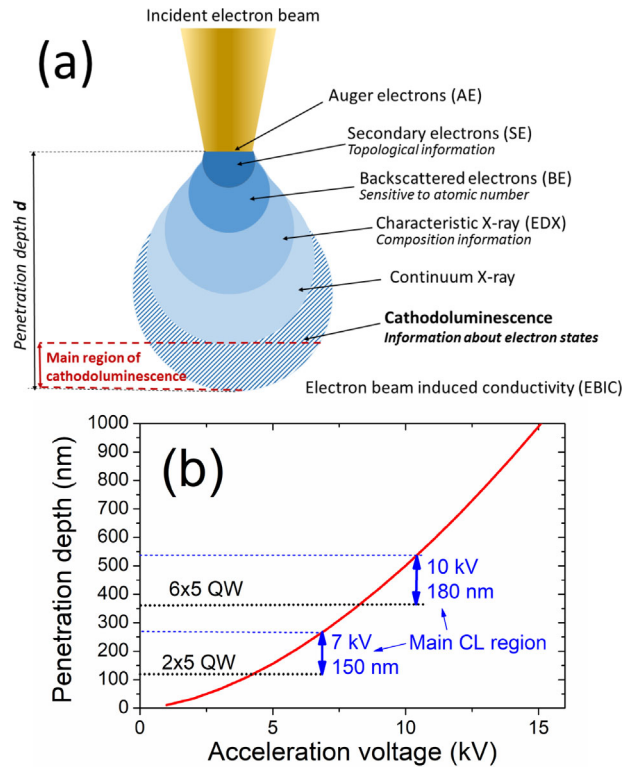 Incident electron beam
(a)
Auger electrons (AE)
Secondary electrons (SE)
Topological information
Backscattered electrons (BE)
Sensitive to atomic number
Characteristic X-ray (EDX)
Composition information
Continuum X-ray
Cathodoluminescence
Information about electron states
Penetration depth d
Main region of
cathodoluminescence
Electron beam induced conductivity (EBIC)
(b)
1000
900
800
700
600
500
400
300
200
100
0
Penetration depth (nm)
6x5 QW
2x5 QW
10 kV
180 nm
7 kV
150 nm
Main CL region
0
5
10
15
Acceleration voltage (kV)